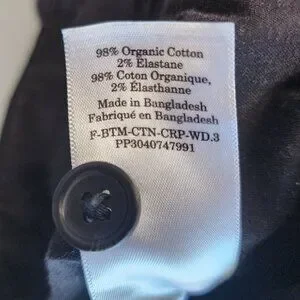 98% Organic Cotton
2% Elastane
98% Coton Organique,
2% Élasthanne
Made in Bangladesh
Fabriqué en Bangladesh
F-BTM-CTN-CRP-WD.3
PP3040747991